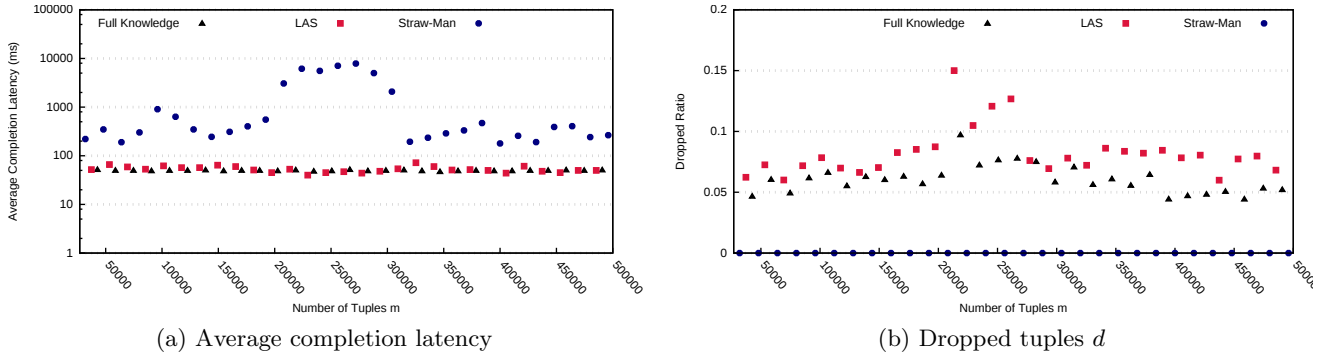 Full Knowledge LAS Straw-Man
Average Completion Latency (ms)
100000
10000
1000
100
10
1
50000 100000 150000 200000 250000 300000 350000 400000 450000 500000
Number of Tuples m
(a) Average completion latency
Full Knowledge LAS Straw-Man
Dropped Ratio
0.2
0.15
0.1
0.05
0
50000 100000 150000 200000 250000 300000 350000 400000 450000 50000
Number of Tuples m
(b) Dropped tuples d